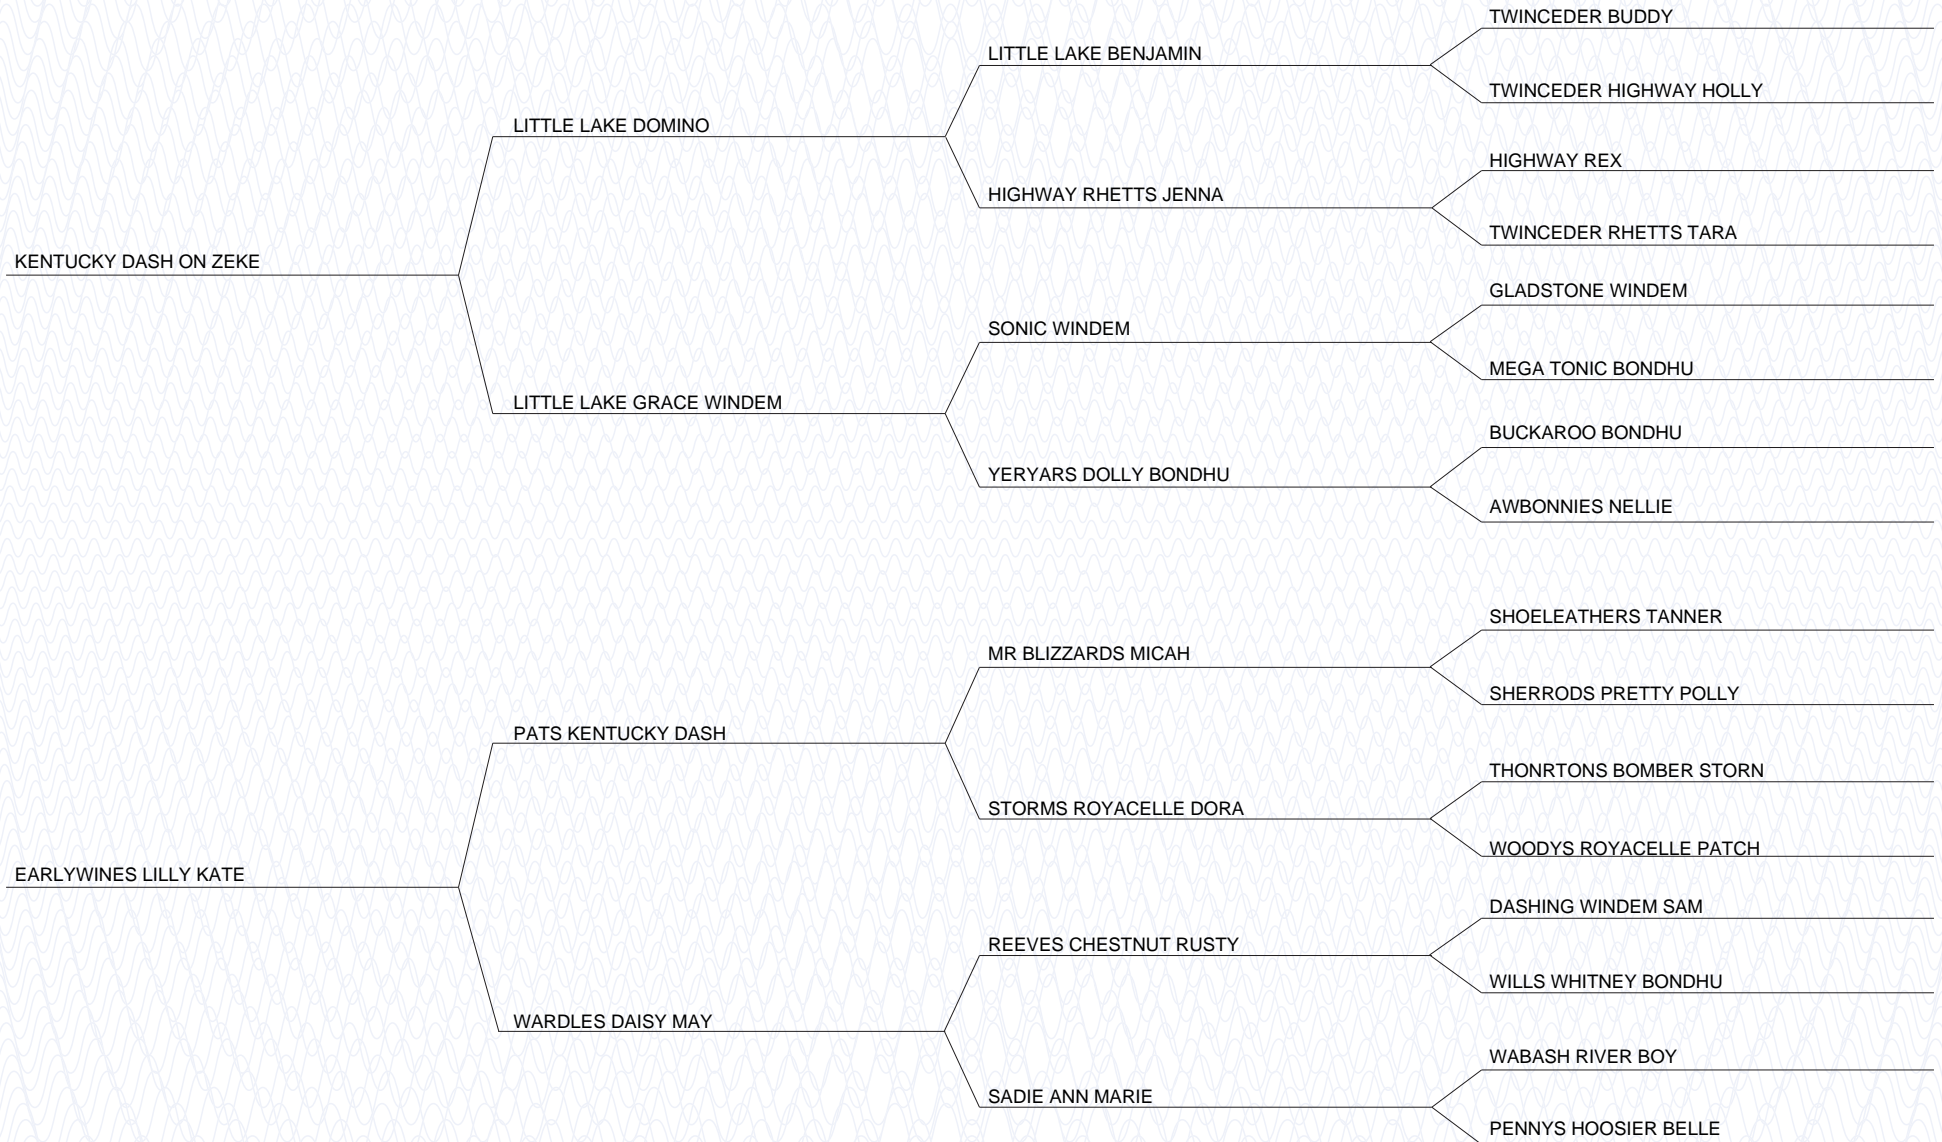 TWINCEDER BUDDY
LITTLE LAKE BENJAMIN
TWINCEDER HIGHWAY HOLLY
LITTLE LAKE DOMINO
HIGHWAY REX
HIGHWAY RHETTS JENNA
TWINCEDER RHETTS TARA
KENTUCKY DASH ON ZEKE
GLADSTONE WINDEM
SONIC WINDEM
MEGA TONIC BONDHU
LITTLE LAKE GRACE WINDEM
BUCKAROO BONDHU
YERYARS DOLLY BONDHU
AWBONNIES NELLIE
SHOELEATHERS TANNER
MR BLIZZARDS MICAH
SHERRODS PRETTY POLLY
PATS KENTUCKY DASH
THONRTONS BOMBER STORN
STORMS ROYACELLE DORA
WOODYS ROYACELLE PATCH
EARLYWINES LILLY KATE
DASHING WINDEM SAM
REEVES CHESTNUT RUSTY
WILLS WHITNEY BONDHU
WARDLES DAISY MAY
WABASH RIVER BOY
SADIE ANN MARIE
PENNYS HOOSIER BELLE